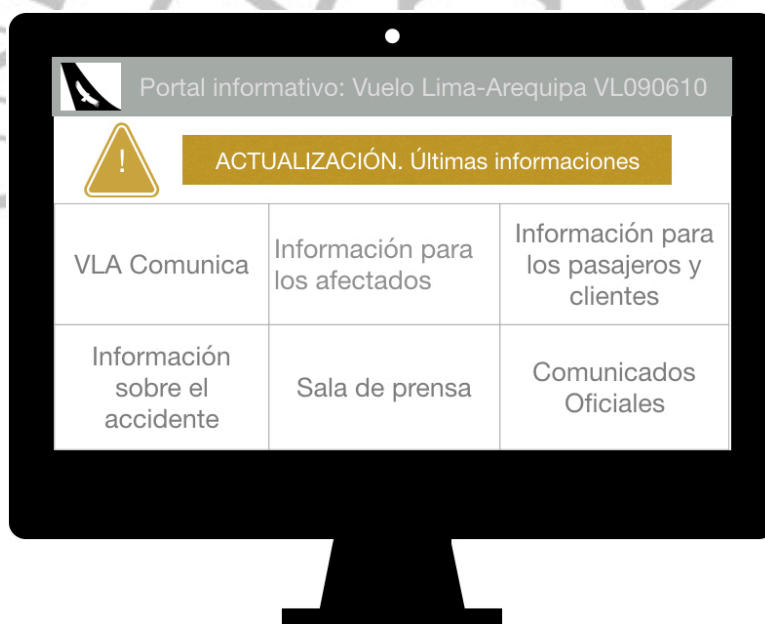 Portal informativo: Vuelo Lima-Arequipa VL090610
!
ACTUALIZACIÓN. Últimas informaciones
VLA Comunica
Información para
los afectados
Información para
los pasajeros y
clientes
Información
sobre el
accidente
Sala de prensa
Comunicados
Oficiales